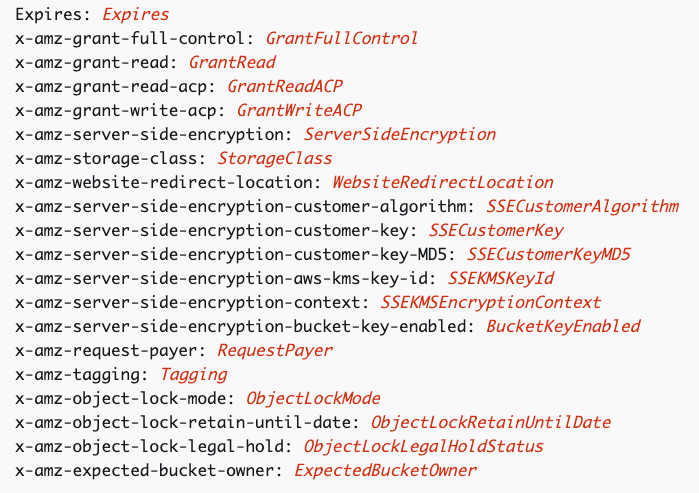 Expires: Expires
x-amz-grant-full-control: GrantFullControl
x-amz-grant-read: GrantRead
x-amz-grant-read-acp: GrantReadACP
x-amz-grant-write-acp: GrantWriteACP
x-amz-server-side-encryption: ServerSideEncryption
x-amz-storage-class: StorageClass
x-amz-website-redirect-location: WebsiteRedirectLocation
x-amz-server-side-encryption-customer-algorithm: SSECustomerAlgorithm
x-amz-server-side-encryption-customer-key: SSECustomerKey
x-amz-server-side-encryption-customer-key-MD5: SSECustomerKeyMD5
x-amz-server-side-encryption-aws-kms-key-id: SSEKMSKeyId
x-amz-server-side-encryption-context: SSEKMSEncryptionContext
x-amz-server-side-encryption-bucket-key-enabled: BucketKeyEnabled
x-amz-request-payer: RequestPayer
x-amz-tagging: Tagging
x-amz-object-lock-mode: ObjectLockMode
x-amz-object-lock-retain-until-date: ObjectLockRetainUntilDate
x-amz-object-lock-legal-hold: ObjectLockLegalHoldStatus
x-amz-expected-bucket-owner: ExpectedBucketOwner